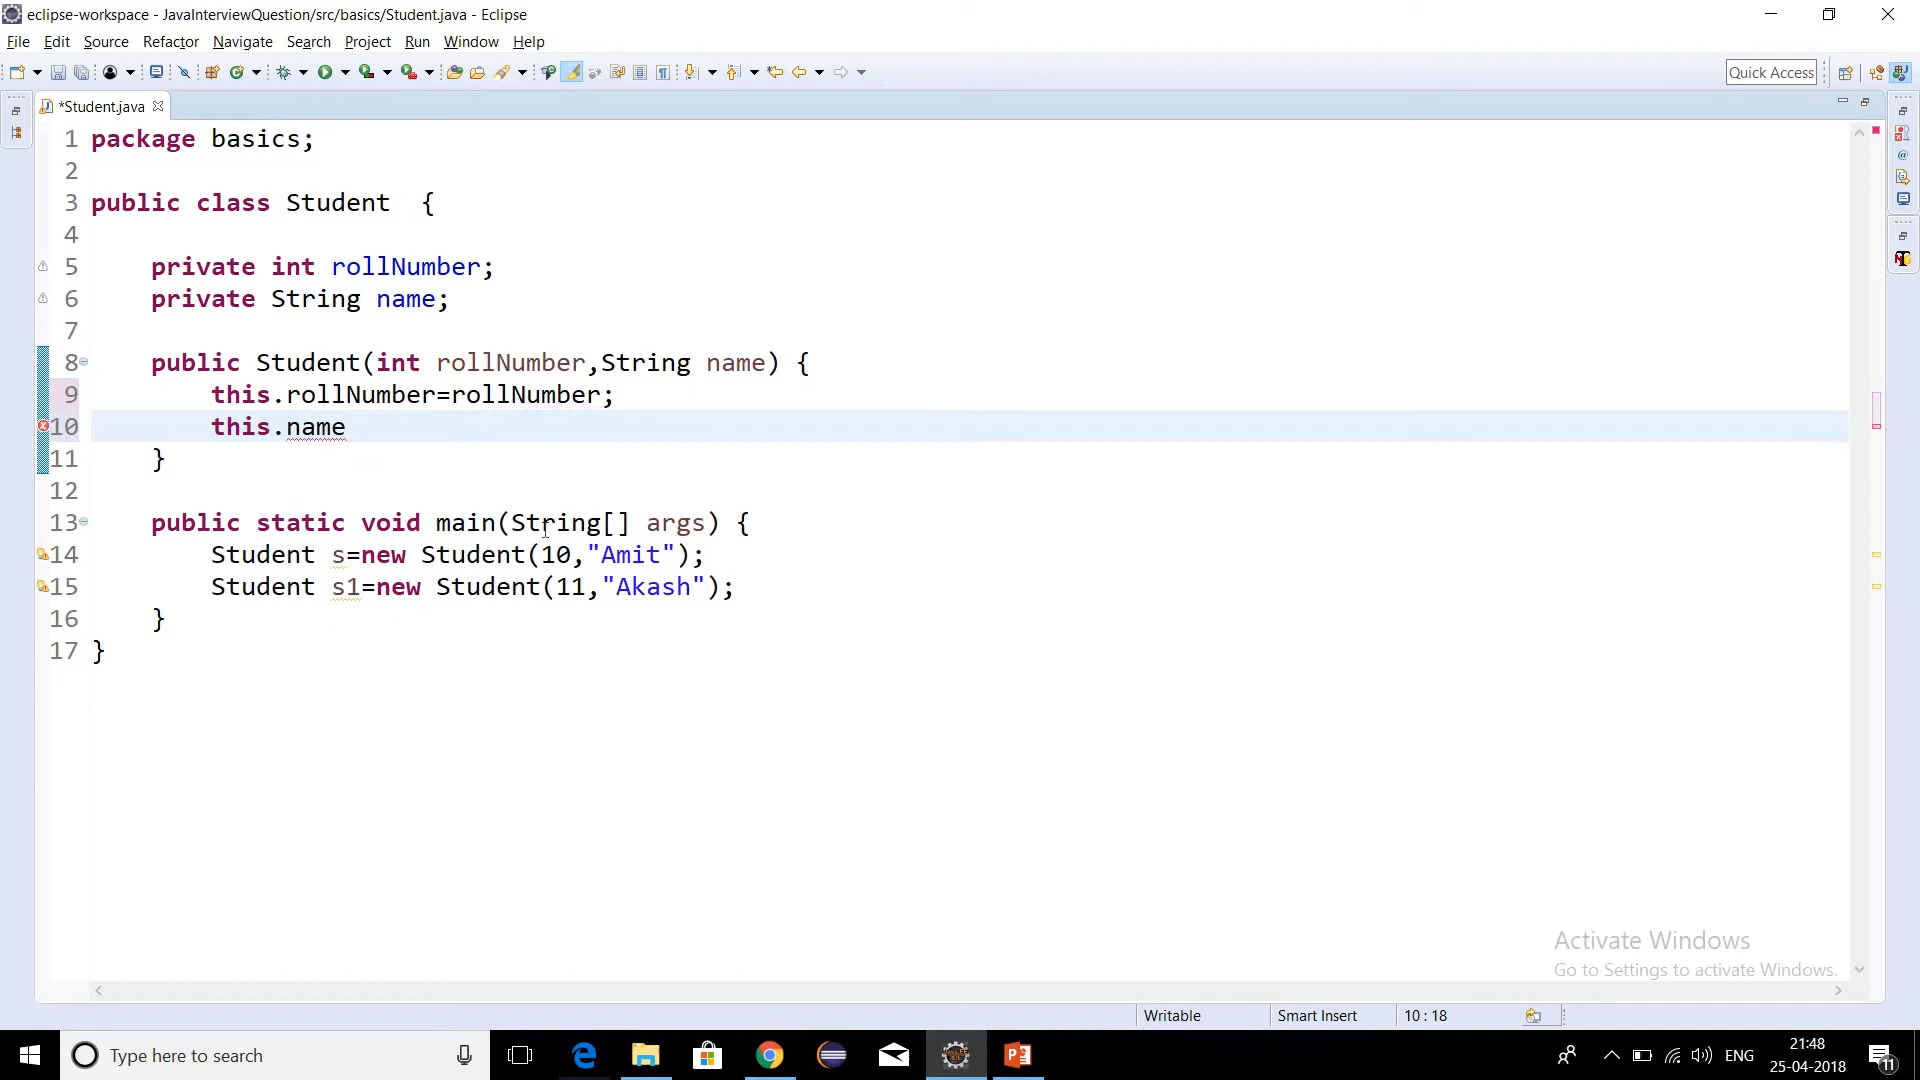 eclipse-workspace - JavaInterviewQuestion/src/basics/Student.java - Eclipse
File Edit Source Refactor Navigate Search Project Run Window Help
Quick Access
*Student.java
1 package basics;
2
3 public class Student  {
4
5     private int rollNumber;
6     private String name;
7
8     public Student(int rollNumber,String name) {
9         this.rollNumber=rollNumber;
10         this.name
11     }
12
13     public static void main(String[] args) {
14         Student s=new Student(10,"Amit");
15         Student s1=new Student(11,"Akash");
16     }
17 }
Activate Windows
Go to Settings to activate Windows.
Writable Smart Insert 10 : 18
Type here to search
ENG
21:48
25-04-2018
11